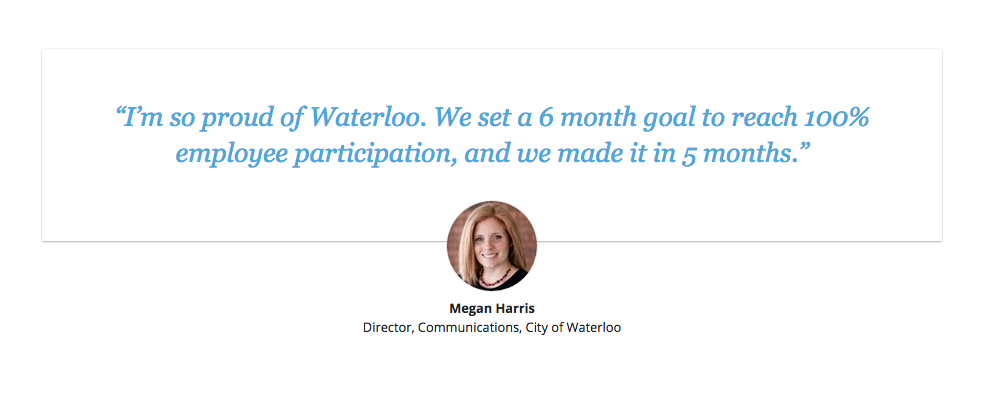 “I’m so proud of Waterloo. We set a 6 month goal to reach 100%
employee participation, and we made it in 5 months.”
Megan Harris
Director, Communications, City of Waterloo